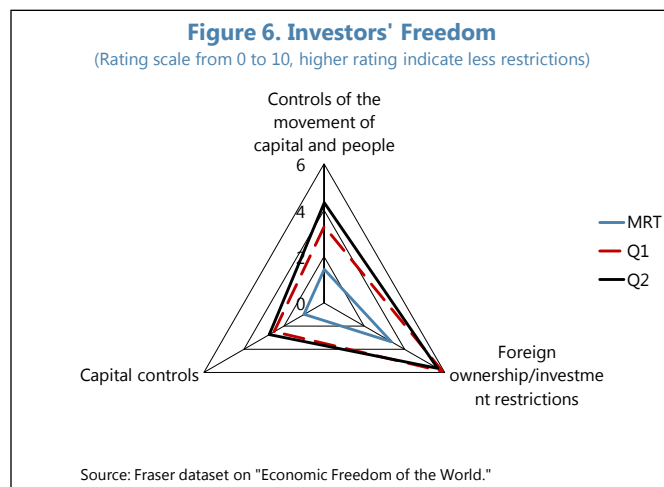 Figure 6. Investors' Freedom
(Rating scale from 0 to 10, higher rating indicate less restrictions)
Controls of the
movement of
capital and people
6
4
2
0
MRT
Q1
Q2
Capital controls
Foreign
ownership/investme
nt restrictions
Source: Fraser dataset on "Economic Freedom of the World."